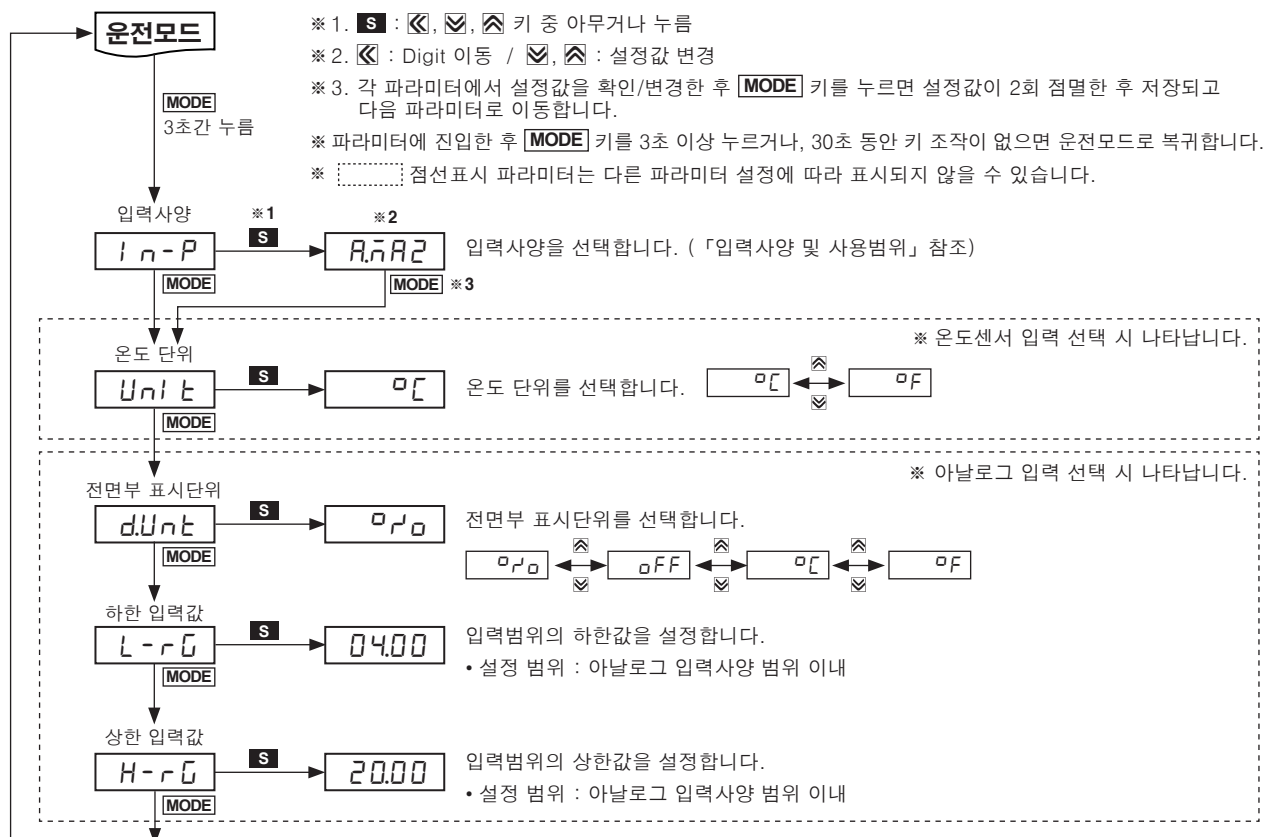 운전모드
※ 1. S : ≪, ≫, ≪ 키 중 아무거나 누름
※ 2. ≪ : Digit 이동 / ≫, ≪ : 설정값 변경
※ 3. 각 파라미터에서 설정값을 확인/변경한 후 MODE 키를 누르면 설정값이 2회 점멸한 후 저장되고
다음 파라미터로 이동합니다.
※ 파라미터에 진입한 후 MODE 키를 3초 이상 누르거나, 30초 동안 키 조작이 없으면 운전모드로 복귀합니다.
※ 점선표시 파라미터는 다른 파라미터 설정에 따라 표시되지 않을 수 있습니다.
MODE
3초간 누름
입력사양 ※1 ※2
In-P S A.mA2 입력사양을 선택합니다. (「입력사양 및 사용범위」 참조)
MODE MODE ※3
※ 온도센서 입력 선택 시 나타납니다.
온도 단위
UnIt S °C 온도 단위를 선택합니다. °C °F
MODE
※ 아날로그 입력 선택 시 나타납니다.
전면부 표시단위
d.Unt S % 전면부 표시단위를 선택합니다.
MODE
% oFF °C °F
하한 입력값
L-rG S 04.00 입력범위의 하한값을 설정합니다.
MODE • 설정 범위 : 아날로그 입력사양 범위 이내
상한 입력값
H-rG S 20.00 입력범위의 상한값을 설정합니다.
MODE • 설정 범위 : 아날로그 입력사양 범위 이내